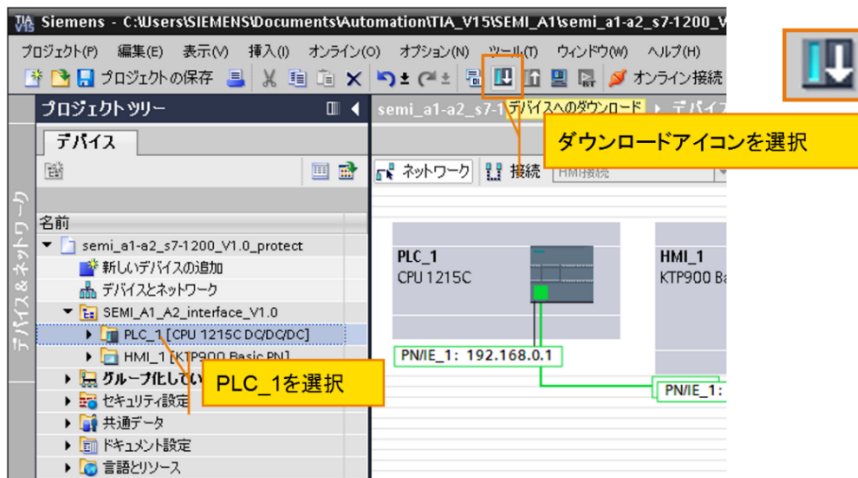 Siemens - C:\Users\SIEMENS\Documents\Automation\TIA_V15\SEMI_A1\semi_a1-a2_s7-1200_V
プロジェクト(P) 編集(E) 表示(V) 挿入(I) オンライン(O) オプション(N) ツール(T) ウィンドウ(W) ヘルプ(H)
プロジェクトの保存 オンライン接続
プロジェクトツリー
semi_a1-a2_s7-1
デバイスへのダウンロード
デバイ
ダウンロードアイコンを選択
デバイス
ネットワーク 接続 HMI接続
デバイス&ネットワーク
名前
semi_a1-a2_s7-1200_V1.0_protect
新しいデバイスの追加
デバイスとネットワーク
SEMI_A1_A2_interface_V1.0
PLC_1 [CPU 1215C DC/DC/DC]
HMI_1 [KTP900 Basic PN]
グループ化してい
PLC_1を選択
セキュリティ設定
共通データ
ドキュメント設定
言語とリソース
PLC_1
CPU 1215C
HMI_1
KTP900 Ba
PN/IE_1: 192.168.0.1
PN/IE_1: